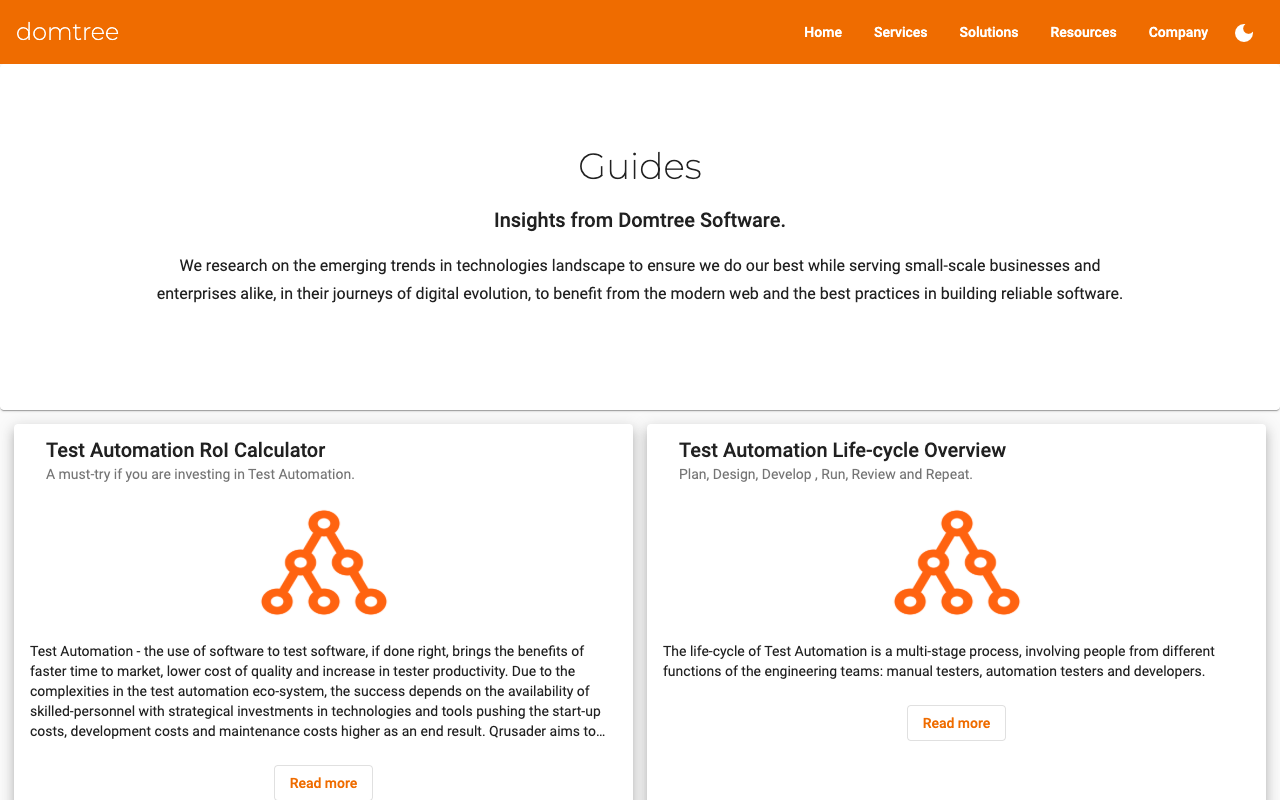 domtree
Home
Services
Solutions
Resources
Company
Guides
Insights from Domtree Software.
We research on the emerging trends in technologies landscape to ensure we do our best while serving small-scale businesses and
enterprises alike, in their journeys of digital evolution, to benefit from the modern web and the best practices in building reliable software.
Test Automation RoI Calculator
A must-try if you are investing in Test Automation.
Test Automation - the use of software to test software, if done right, brings the benefits of
faster time to market, lower cost of quality and increase in tester productivity. Due to the
complexities in the test automation eco-system, the success depends on the availability of
skilled-personnel with strategical investments in technologies and tools pushing the start-up
costs, development costs and maintenance costs higher as an end result. Qrusader aims to…
Read more
Test Automation Life-cycle Overview
Plan, Design, Develop , Run, Review and Repeat.
The life-cycle of Test Automation is a multi-stage process, involving people from different
functions of the engineering teams: manual testers, automation testers and developers.
Read more